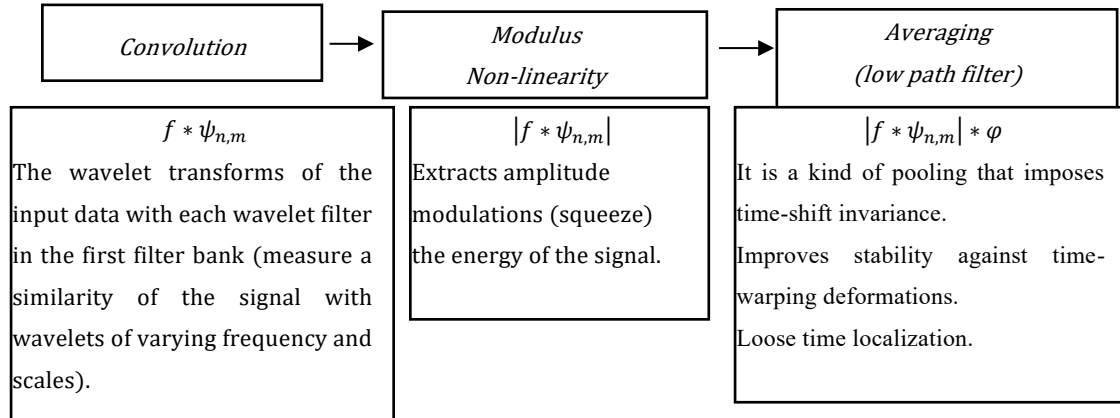 Convolution
Modulus
Non-linearity
Averaging
(low path filter)
f ∗ ψₙ,ₘ
The wavelet transforms of the
input data with each wavelet filter
in the first filter bank (measure a
similarity of the signal with
wavelets of varying frequency and
scales).
|f ∗ ψₙ,ₘ|
Extracts amplitude
modulations (squeeze)
the energy of the signal.
|f ∗ ψₙ,ₘ| ∗ φ
It is a kind of pooling that imposes
time-shift invariance.
Improves stability against time-
warping deformations.
Loose time localization.